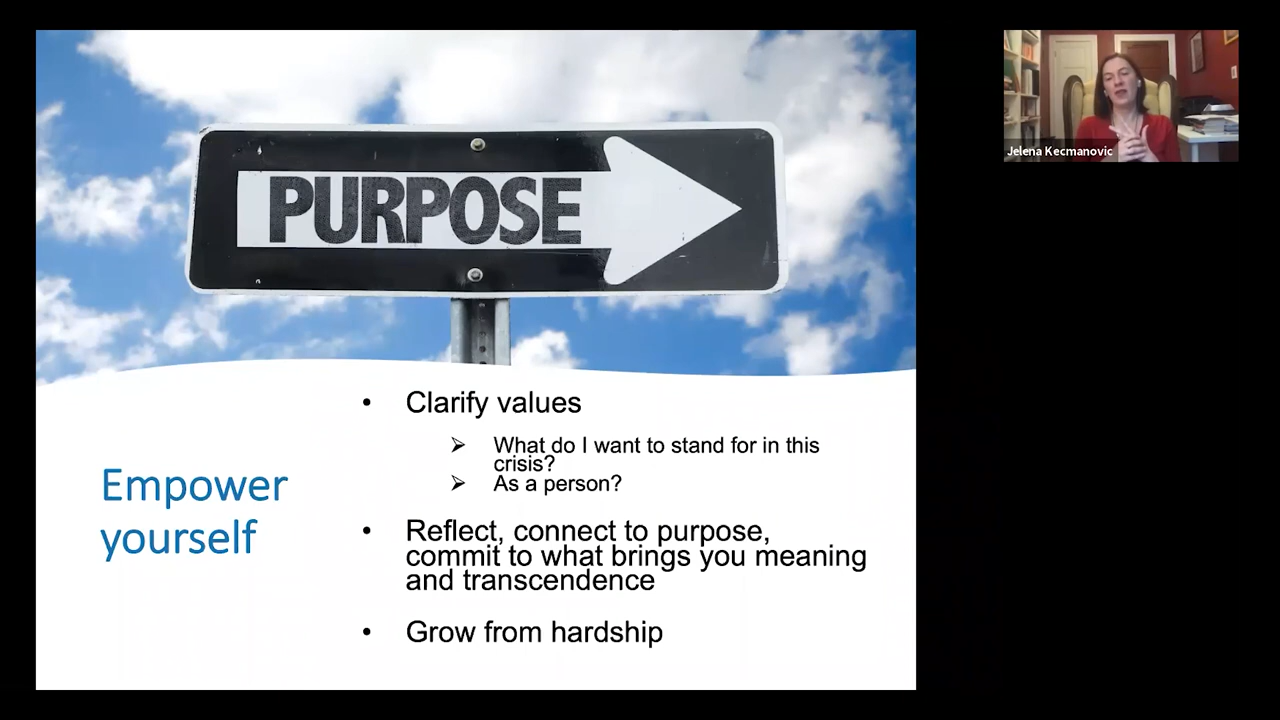 PURPOSE
Jelena Kecmanovic
Empower
yourself
• Clarify values
➢ What do I want to stand for in this
crisis?
➢ As a person?
• Reflect, connect to purpose,
commit to what brings you meaning
and transcendence
• Grow from hardship